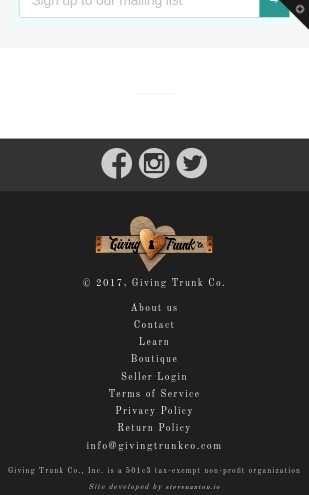 Sign up to our mailing list
Giving Trunk Co.
© 2017, Giving Trunk Co.
About us
Contact
Learn
Boutique
Seller Login
Terms of Service
Privacy Policy
Return Policy
info@givingtrunkco.com
Giving Trunk Co., Inc. is a 501c3 tax-exempt non-profit organization
Site developed by stevenanton.io